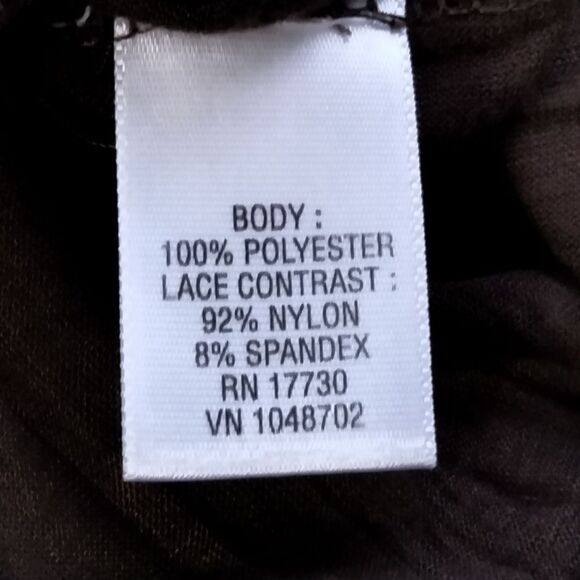 BODY :
100% POLYESTER
LACE CONTRAST :
92% NYLON
8% SPANDEX
RN 17730
VN 1048702